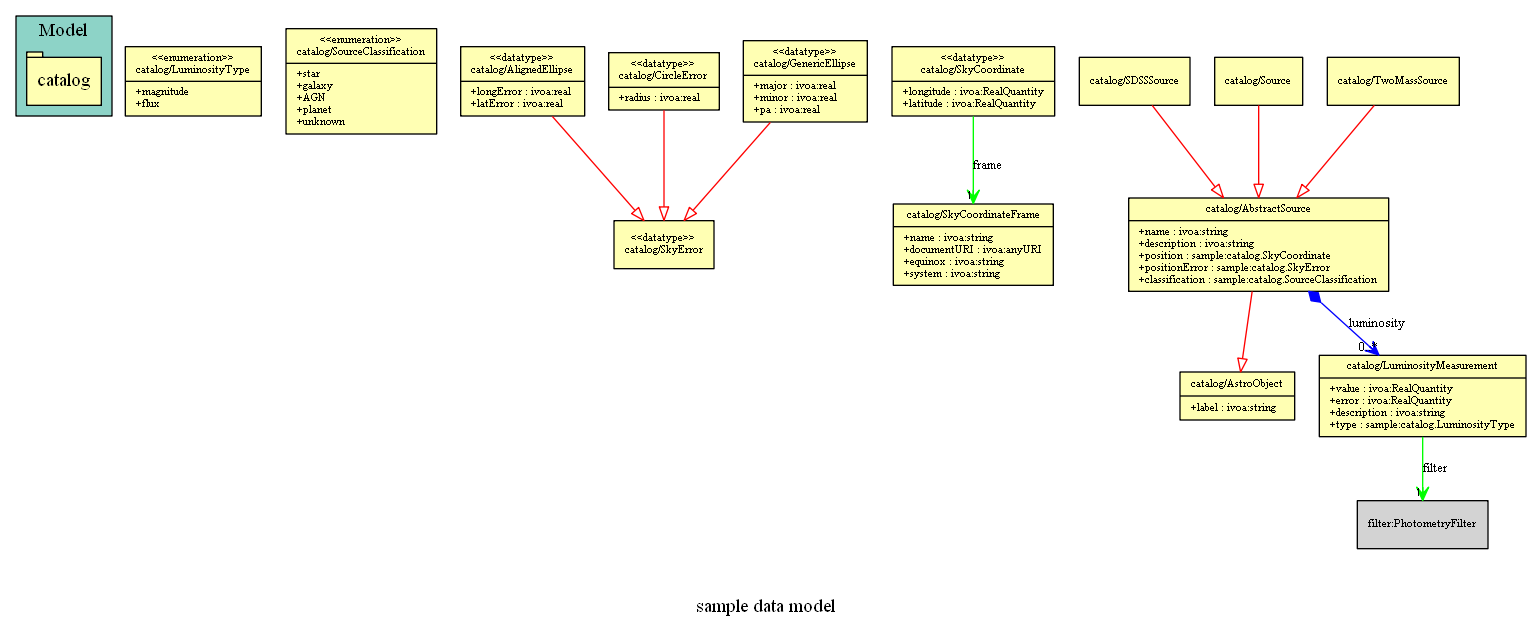 Model
catalog
<<enumeration>>
catalog/LuminosityType
+magnitude
+flux
<<enumeration>>
catalog/SourceClassification
+star
+galaxy
+AGN
+planet
+unknown
<<datatype>>
catalog/AlignedEllipse
+longError : ivoa:real
+latError : ivoa:real
<<datatype>>
catalog/CircleError
+radius : ivoa:real
<<datatype>>
catalog/GenericEllipse
+major : ivoa:real
+minor : ivoa:real
+pa : ivoa:real
<<datatype>>
catalog/SkyCoordinate
+longitude : ivoa:RealQuantity
+latitude : ivoa:RealQuantity
catalog/SDSSSource
catalog/Source
catalog/TwoMassSource
frame
1
<<datatype>>
catalog/SkyError
catalog/SkyCoordinateFrame
+name : ivoa:string
+documentURI : ivoa:anyURI
+equinox : ivoa:string
+system : ivoa:string
catalog/AbstractSource
+name : ivoa:string
+description : ivoa:string
+position : sample:catalog.SkyCoordinate
+positionError : sample:catalog.SkyError
+classification : sample:catalog.SourceClassification
luminosity
0..*
catalog/AstroObject
+label : ivoa:string
catalog/LuminosityMeasurement
+value : ivoa:RealQuantity
+error : ivoa:RealQuantity
+description : ivoa:string
+type : sample:catalog.LuminosityType
filter
1
filter:PhotometryFilter
sample data model